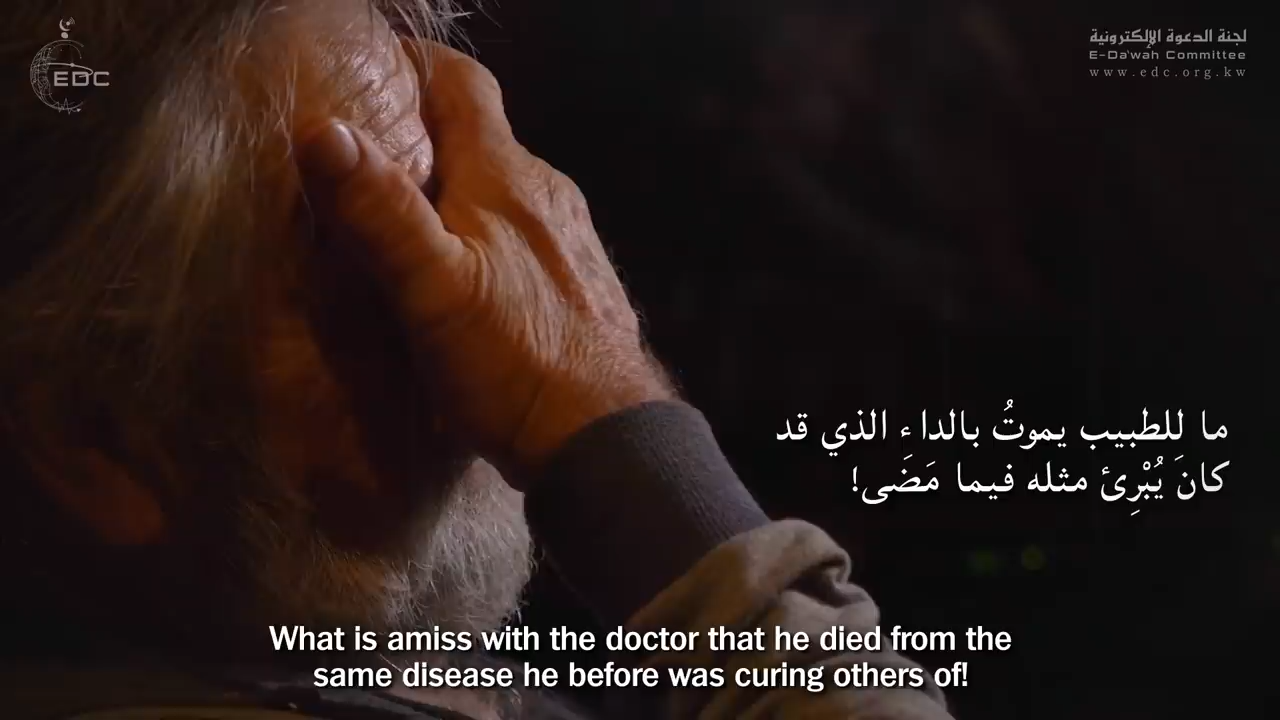 EDC
لجنة الدعوة الإلكترونية
E-Da'wah Committee
www.edc.org.kw
ما للطبيب يموتُ بالداء الذي قد
كانَ يُبْرِئ مثله فيما مَضَى!
What is amiss with the doctor that he died from the
same disease he before was curing others of!